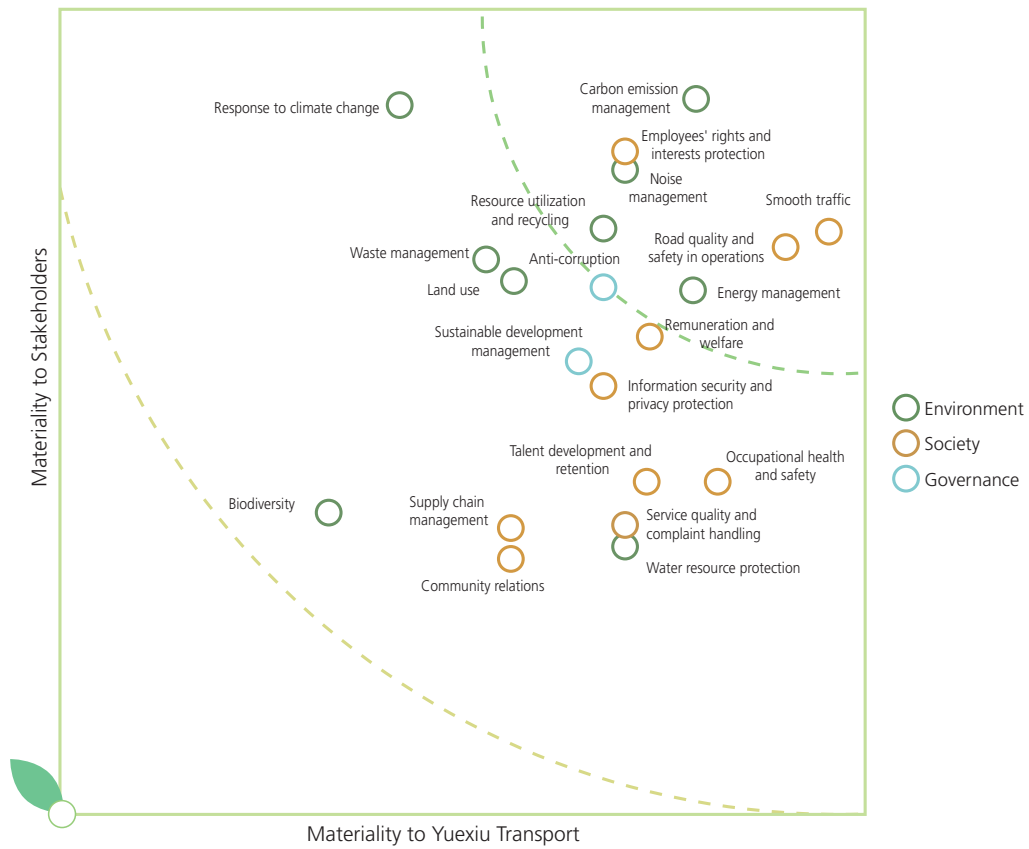 Carbon emission
management
Response to climate change
Employees' rights and
interests protection
Noise
management
Resource utilization
and recycling
Smooth traffic
Road quality and
safety in operations
Waste management
Anti-corruption
Land use
Energy management
Remuneration and
welfare
Sustainable development
management
Information security and
privacy protection
Talent development and
retention
Occupational health
and safety
Biodiversity
Supply chain
management
Service quality and
complaint handling
Water resource protection
Community relations
Materiality to Stakeholders
Materiality to Yuexiu Transport
Environment
Society
Governance